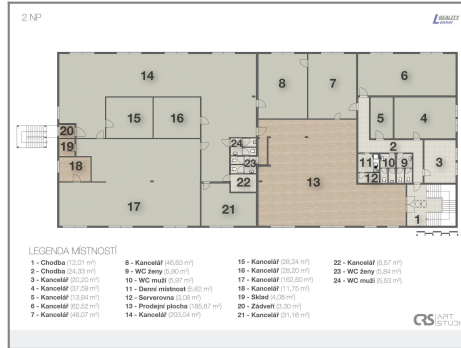 2 NP
REALITY
Lenner
14
8
7
6
15
16
5
4
20
19
18
24
23
22
2
11
10
9
12
3
13
17
21
1
LEGENDA MÍSTNOSTÍ
1 - Chodba (12,01 m²)
2 - Chodba (24,33 m²)
3 - Kancelář (20,20 m²)
4 - Kancelář (37,59 m²)
5 - Kancelář (13,94 m²)
6 - Kancelář (62,52 m²)
7 - Kancelář (48,07 m²)
8 - Kancelář (46,63 m²)
9 - WC ženy (5,90 m²)
10 - WC muži (5,97 m²)
11 - Denní místnost (5,62 m²)
12 - Serverovna (3,08 m²)
13 - Prodejní plocha (185,67 m²)
14 - Kancelář (203,04 m²)
15 - Kancelář (28,24 m²)
16 - Kancelář (28,20 m²)
17 - Kancelář (162,50 m²)
18 - Kancelář (11,75 m²)
19 - Sklad (4,08 m²)
20 - Zádveří (3,30 m²)
21 - Kancelář (31,16 m²)
22 - Kancelář (8,57 m²)
23 - WC ženy (6,84 m²)
24 - WC muži (5,53 m²)